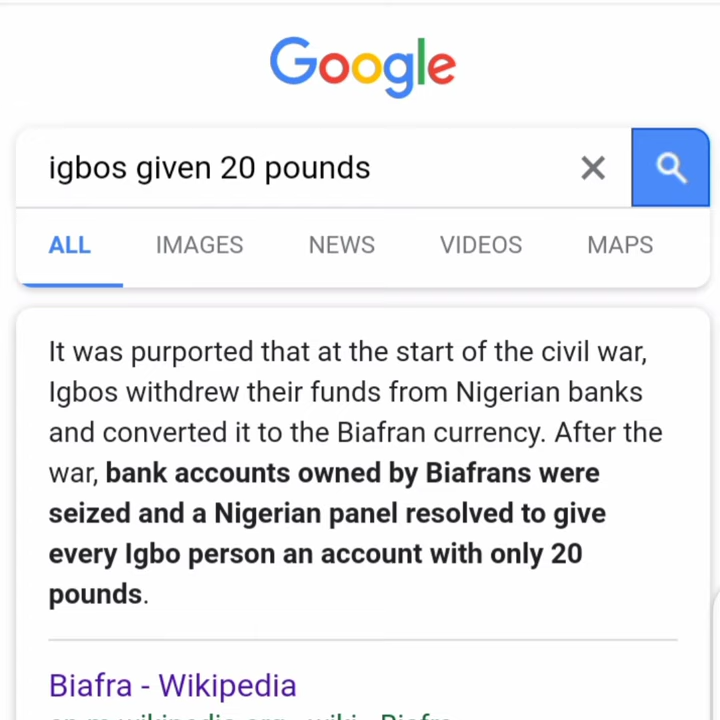 Google
igbos given 20 pounds
ALL IMAGES NEWS VIDEOS MAPS
It was purported that at the start of the civil war,
Igbos withdrew their funds from Nigerian banks
and converted it to the Biafran currency. After the
war, bank accounts owned by Biafrans were
seized and a Nigerian panel resolved to give
every Igbo person an account with only 20
pounds.
Biafra - Wikipedia